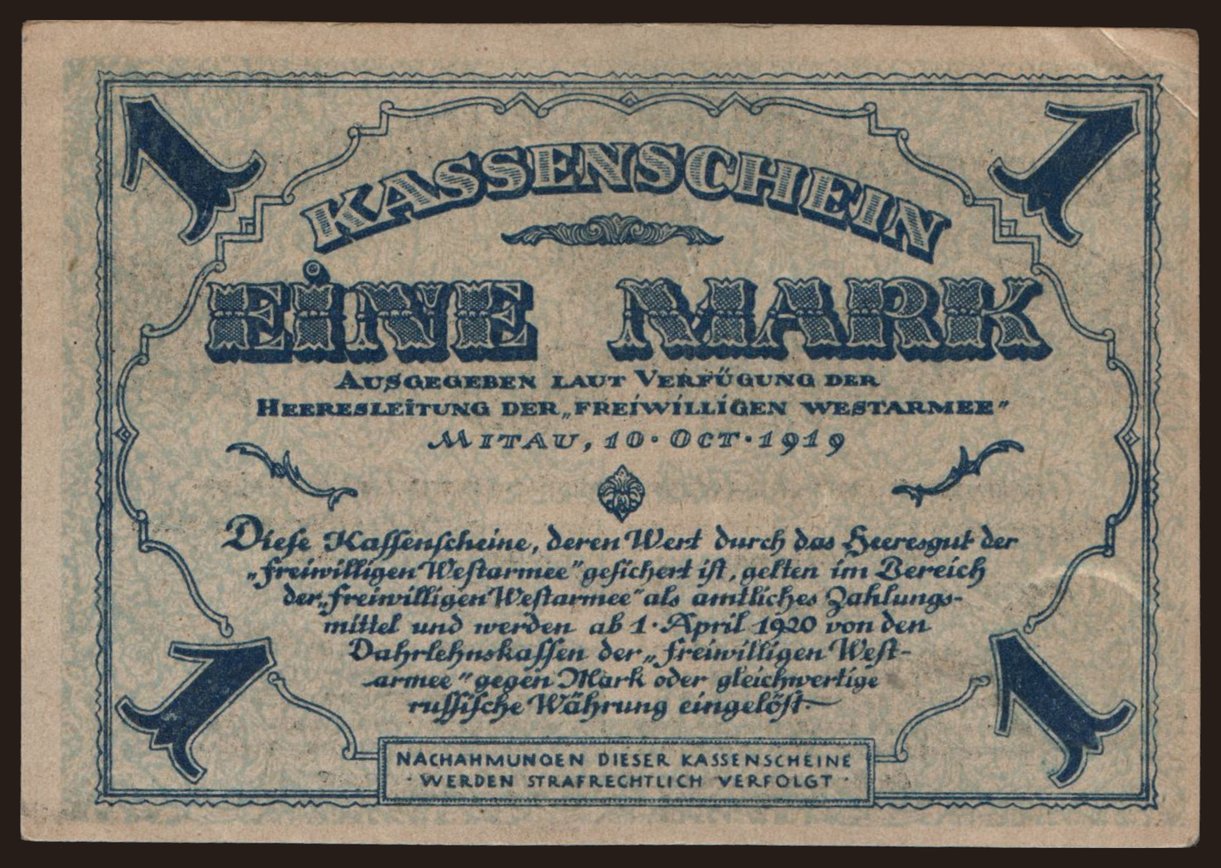 1 1
KASSENSCHEIN
EINE MARK
AUSGEGEBEN LAUT VERFÜGUNG DER
HEERESLEITUNG DER „FREIWILLIGEN WESTARMEE"
MITAU, 10. OCT. 1919
Diese Kassenscheine, deren Wert durch das Heeresgut der
„Freiwilligen Westarmee" gesichert ist, gelten im Bereich
der „Freiwilligen Westarmee" als amtliches Zahlungs-
mittel und werden ab 1. April 1920 von den
Dahrlehnskassen der „Freiwilligen West-
armee" gegen Mark oder gleichwertige
russische Währung eingelöst.
1 1
NACHAHMUNGEN DIESER KASSENSCHEINE
WERDEN STRAFRECHTLICH VERFOLGT